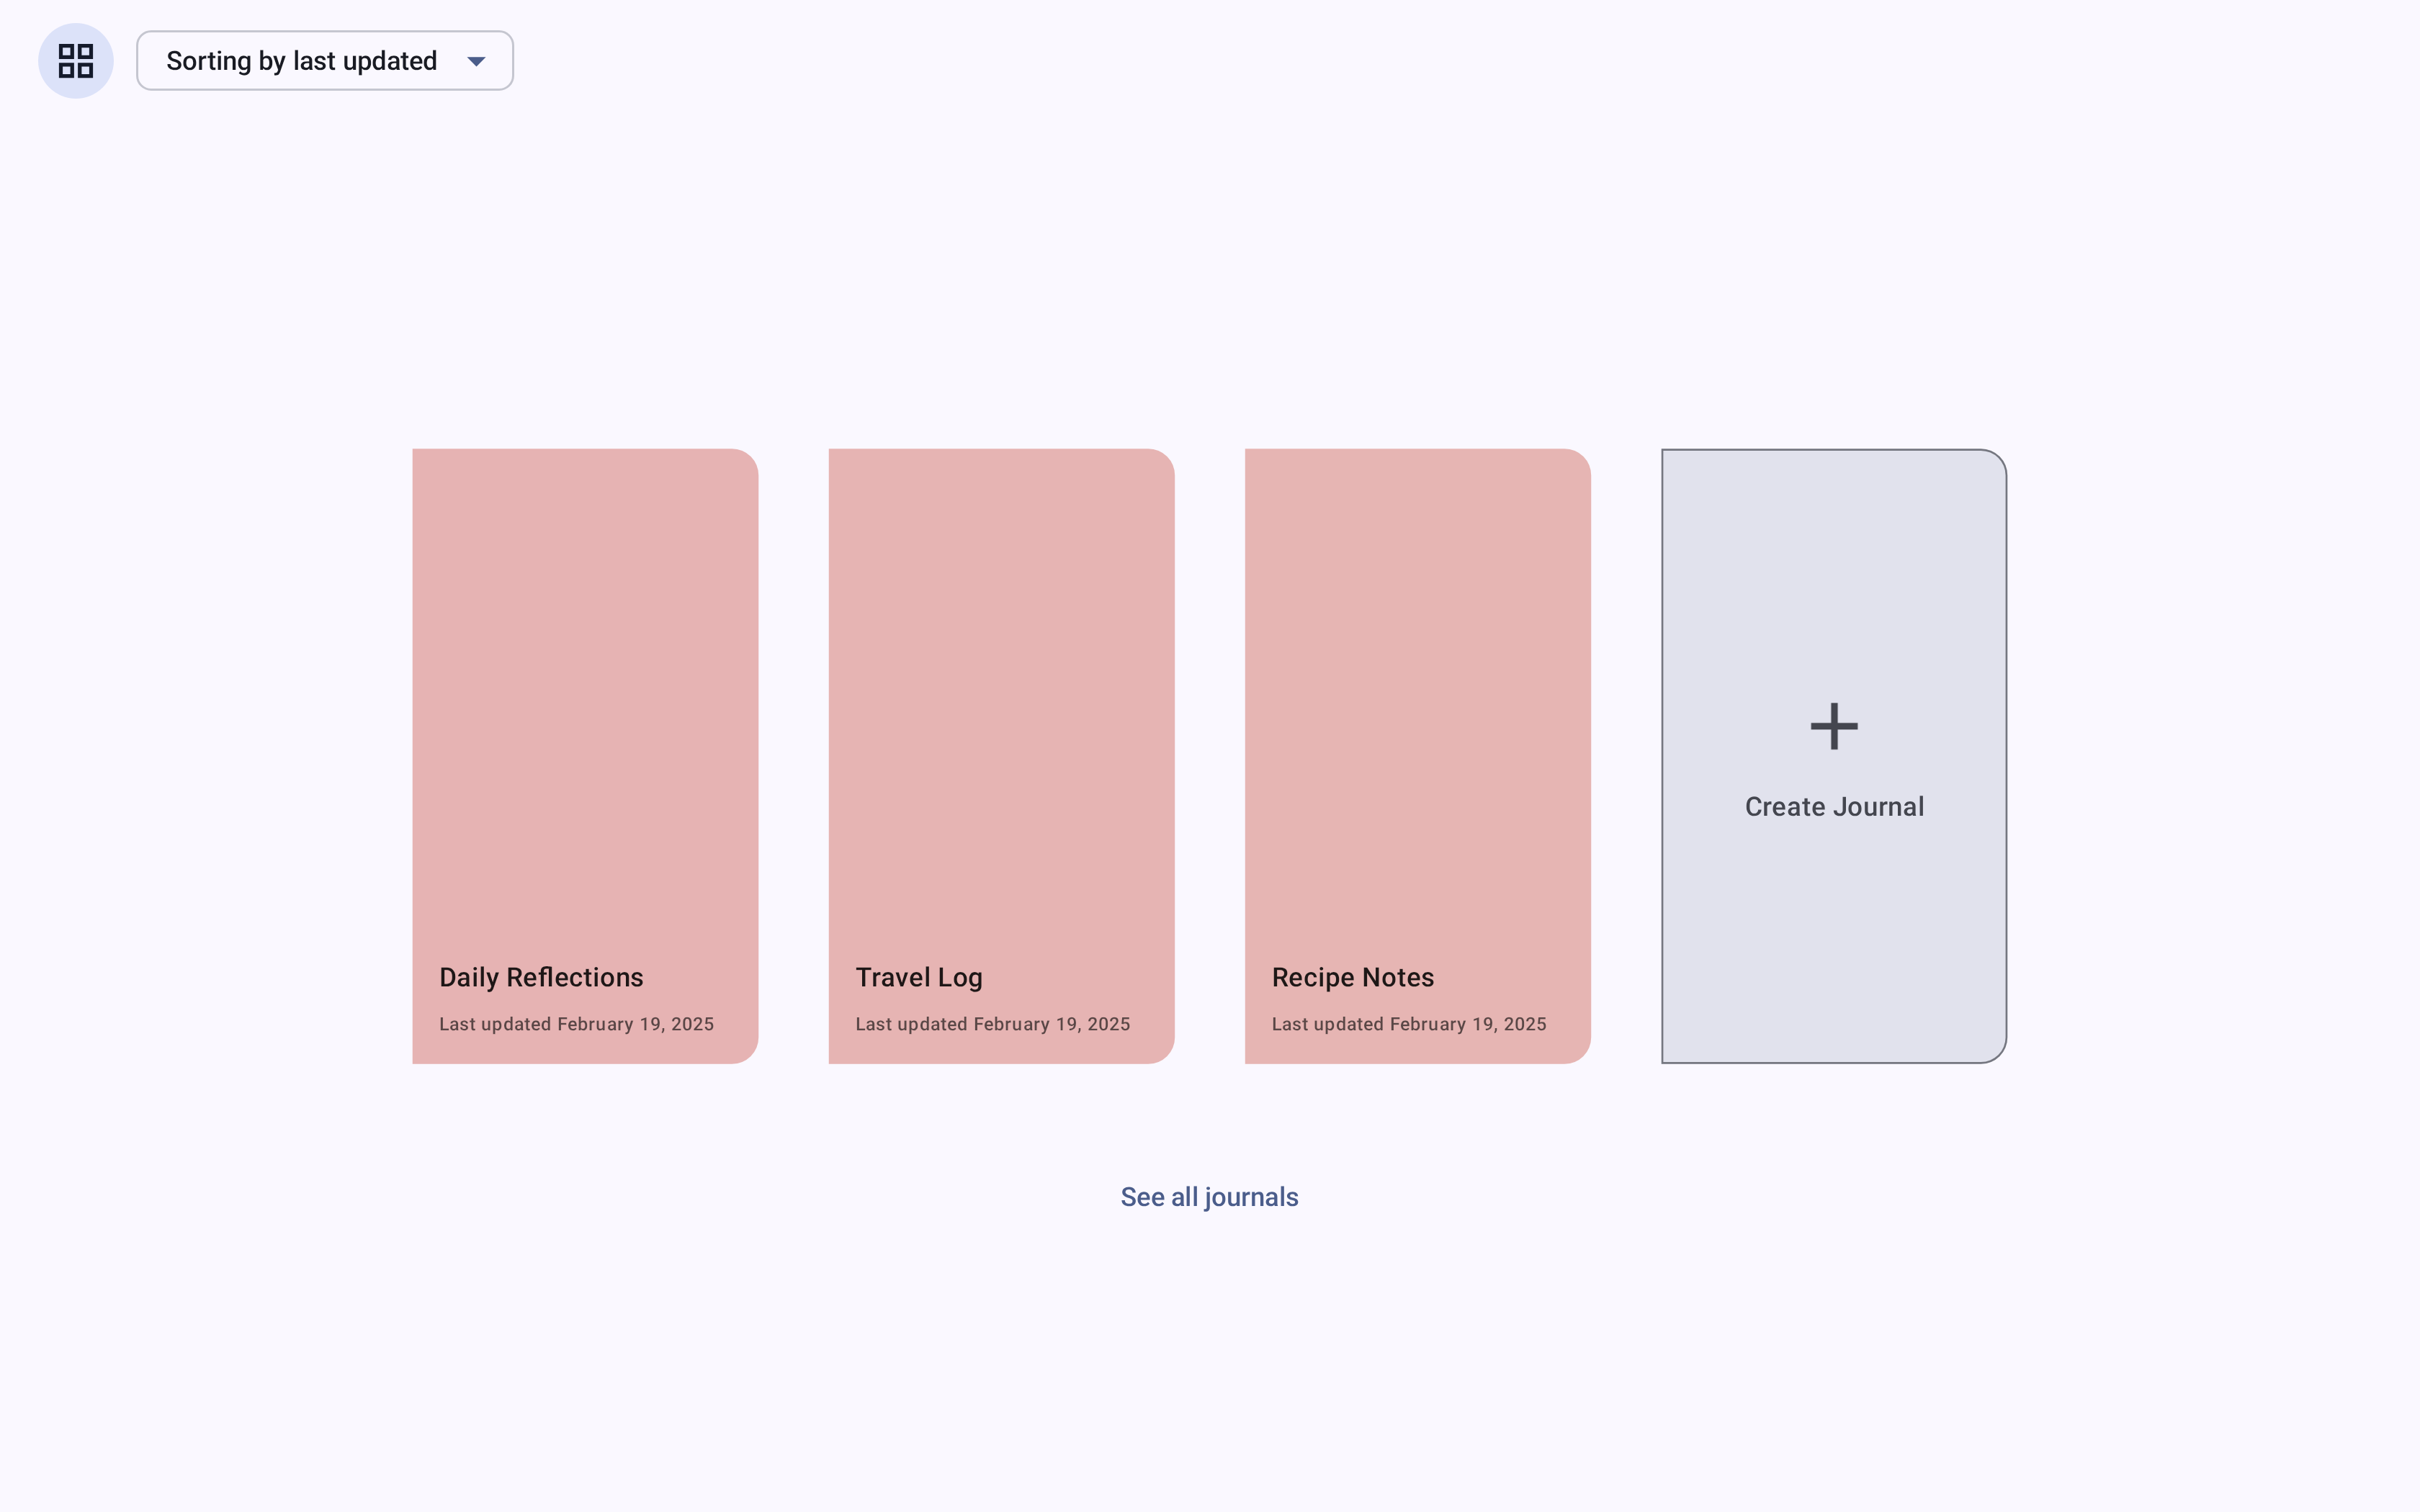 Sorting by last updated
Create Journal
Daily Reflections
Last updated February 19, 2025
Travel Log
Last updated February 19, 2025
Recipe Notes
Last updated February 19, 2025
See all journals